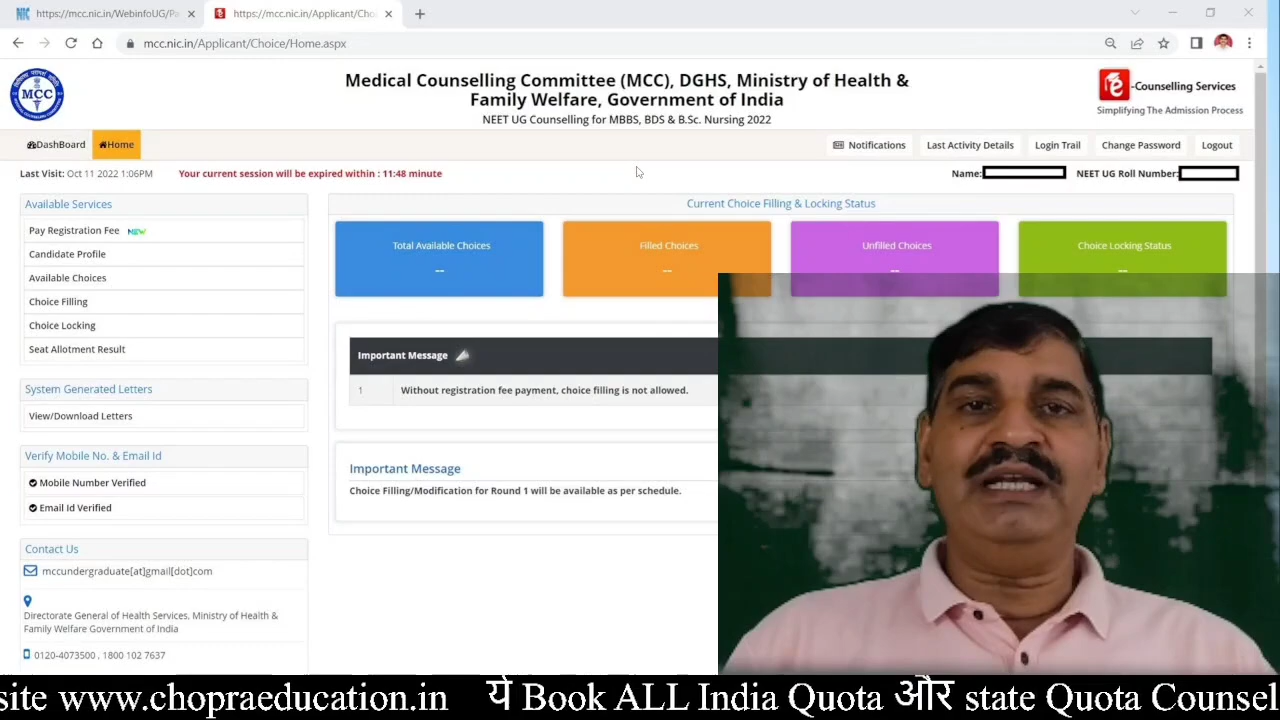 https://mcc.nic.in/WebinfoUG/Pa
https://mcc.nic.in/Applicant/Cho
mcc.nic.in/Applicant/Choice/Home.aspx
MCC
Medical Counselling Committee (MCC), DGHS, Ministry of Health &
Family Welfare, Government of India
NEET UG Counselling for MBBS, BDS & B.Sc. Nursing 2022
-Counselling Services
Simplifying The Admission Process
DashBoard
Home
Notifications
Last Activity Details
Login Trail
Change Password
Logout
Last Visit: Oct 11 2022 1:06PM
Your current session will be expired within : 11:48 minute
Name:
NEET UG Roll Number:
Available Services
Pay Registration Fee NEW
Candidate Profile
Available Choices
Choice Filling
Choice Locking
Seat Allotment Result
System Generated Letters
View/Download Letters
Verify Mobile No. & Email Id
Mobile Number Verified
Email Id Verified
Contact Us
mccundergraduate[at]gmail[dot]com
Directorate General of Health Services, Ministry of Health &
Family Welfare Government of India
0120-4073500 , 1800 102 7637
Current Choice Filling & Locking Status
Total Available Choices
--
Filled Choices
--
Unfilled Choices
--
Choice Locking Status
--
Important Message
1 Without registration fee payment, choice filling is not allowed.
Important Message
Choice Filling/Modification for Round 1 will be available as per schedule.
site www.chopraeducation.in ये Book ALL India Quota और state Quota Counsel